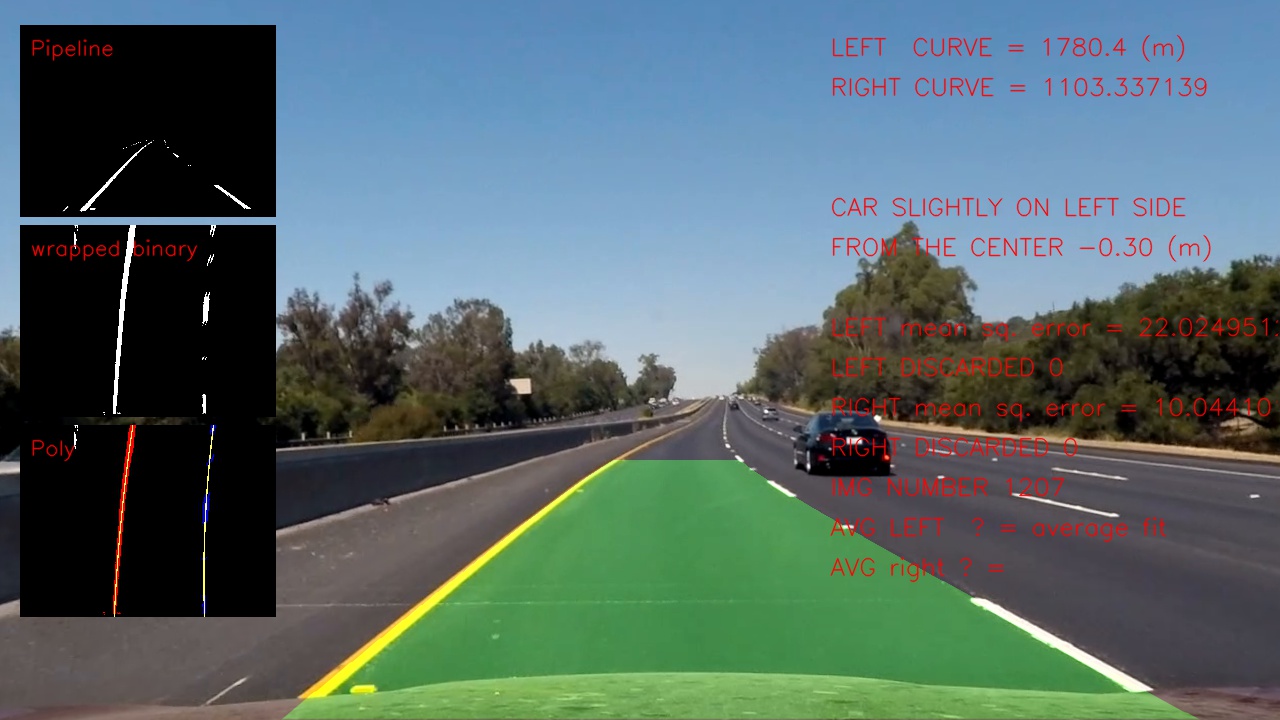 Pipeline
wrapped binary
Poly
LEFT  CURVE = 1780.4 (m)
RIGHT CURVE = 1103.337139
CAR SLIGHTLY ON LEFT SIDE
FROM THE CENTER -0.30 (m)
LEFT mean sq. error = 22.024951
LEFT DISCARDED 0
RIGHT mean sq. error = 10.04410
RIGHT DISCARDED 0
IMG NUMBER 1207
AVG LEFT  ? = average fit
AVG right ? =